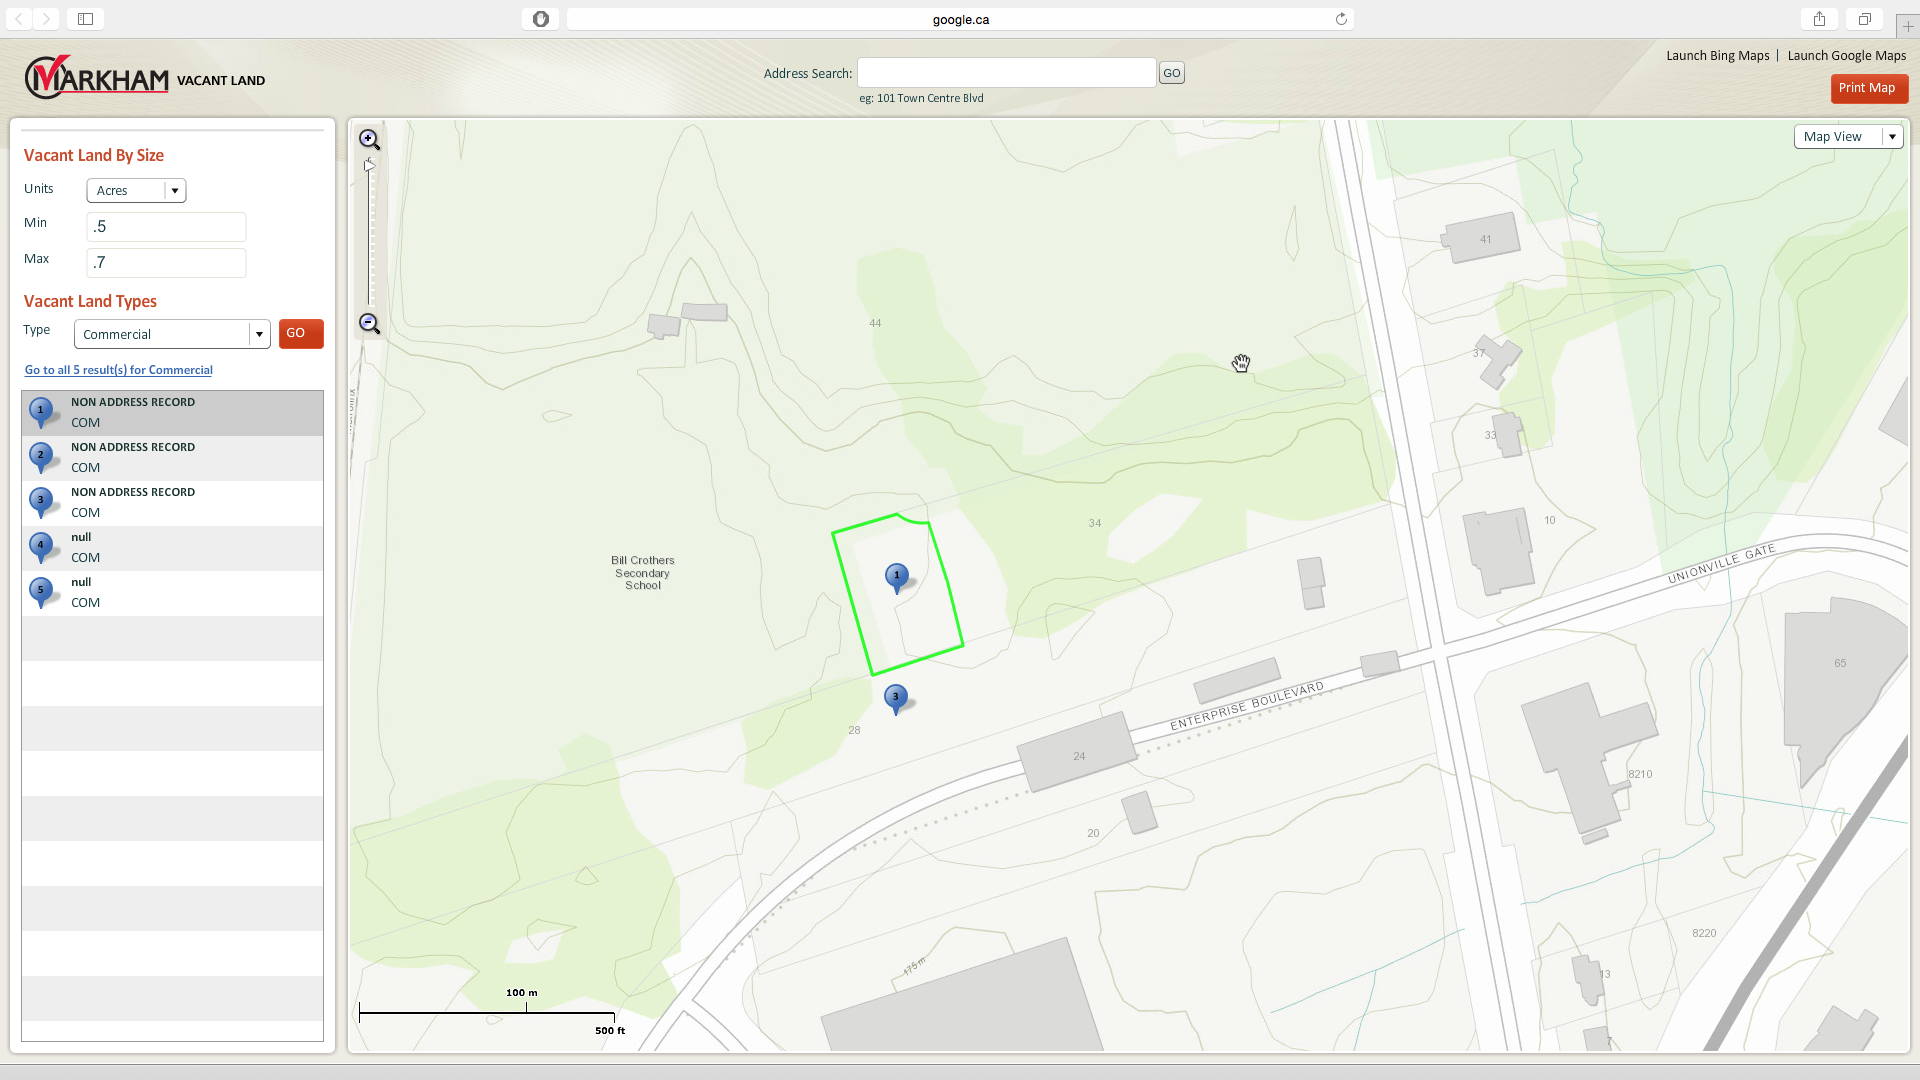 google.ca
MARKHAM VACANT LAND
Address Search:
GO
eg: 101 Town Centre Blvd
Launch Bing Maps | Launch Google Maps
Print Map
Map View
Vacant Land By Size
Units Acres
Min .5
Max .7
Vacant Land Types
Type Commercial GO
Go to all 5 result(s) for Commercial
1 NON ADDRESS RECORD
COM
2 NON ADDRESS RECORD
COM
3 NON ADDRESS RECORD
COM
4 null
COM
5 null
COM
41
44
37
33
10
34
UNIONVILLE GATE
Bill Crothers
Secondary
School
1
65
3
ENTERPRISE BOULEVARD
28
24
8210
20
8220
175 m
13
7
100 m
500 ft